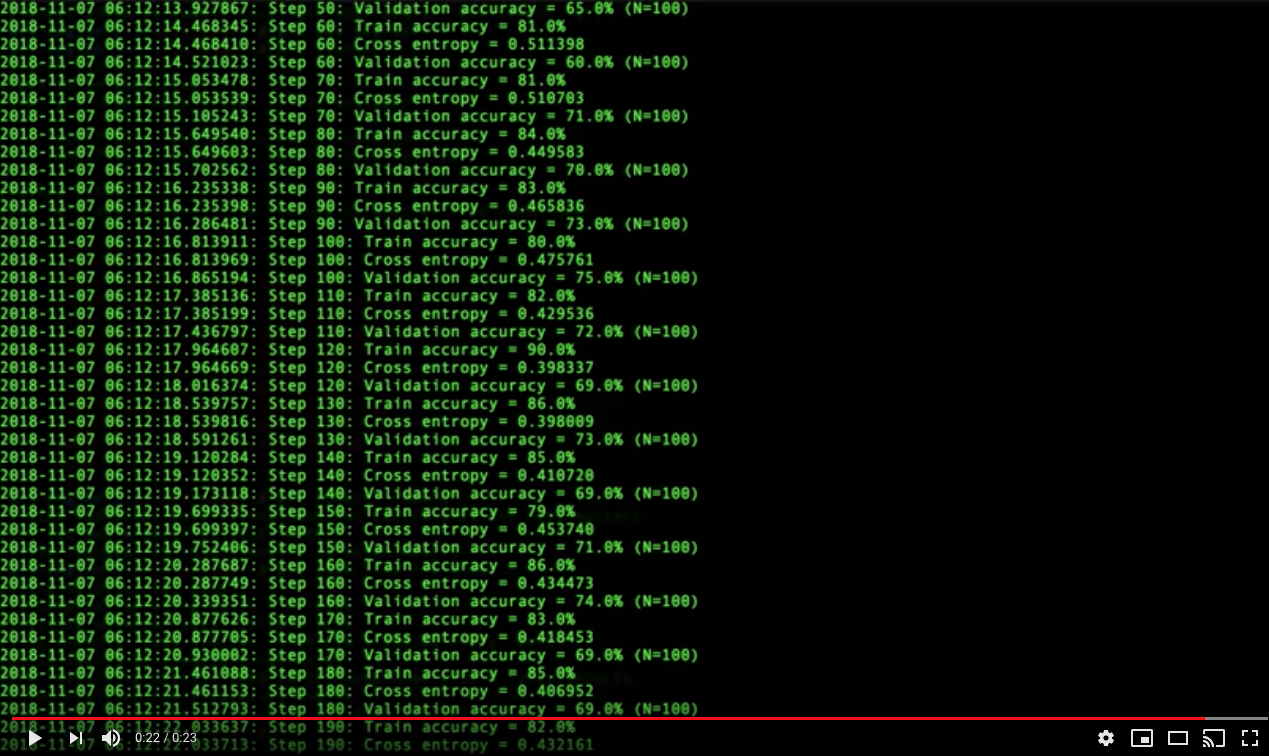 2018-11-07 06:12:13.927867: Step 50: Validation accuracy = 65.0% (N=100)
2018-11-07 06:12:14.468345: Step 60: Train accuracy = 81.0%
2018-11-07 06:12:14.468410: Step 60: Cross entropy = 0.511398
2018-11-07 06:12:14.521023: Step 60: Validation accuracy = 60.0% (N=100)
2018-11-07 06:12:15.053478: Step 70: Train accuracy = 81.0%
2018-11-07 06:12:15.053539: Step 70: Cross entropy = 0.510703
2018-11-07 06:12:15.105243: Step 70: Validation accuracy = 71.0% (N=100)
2018-11-07 06:12:15.649540: Step 80: Train accuracy = 84.0%
2018-11-07 06:12:15.649603: Step 80: Cross entropy = 0.449583
2018-11-07 06:12:15.702562: Step 80: Validation accuracy = 70.0% (N=100)
2018-11-07 06:12:16.235338: Step 90: Train accuracy = 83.0%
2018-11-07 06:12:16.235398: Step 90: Cross entropy = 0.465836
2018-11-07 06:12:16.286481: Step 90: Validation accuracy = 73.0% (N=100)
2018-11-07 06:12:16.813911: Step 100: Train accuracy = 80.0%
2018-11-07 06:12:16.813969: Step 100: Cross entropy = 0.475761
2018-11-07 06:12:16.865194: Step 100: Validation accuracy = 75.0% (N=100)
2018-11-07 06:12:17.385136: Step 110: Train accuracy = 82.0%
2018-11-07 06:12:17.385199: Step 110: Cross entropy = 0.429536
2018-11-07 06:12:17.436797: Step 110: Validation accuracy = 72.0% (N=100)
2018-11-07 06:12:17.964607: Step 120: Train accuracy = 90.0%
2018-11-07 06:12:17.964669: Step 120: Cross entropy = 0.398337
2018-11-07 06:12:18.016374: Step 120: Validation accuracy = 69.0% (N=100)
2018-11-07 06:12:18.539757: Step 130: Train accuracy = 86.0%
2018-11-07 06:12:18.539816: Step 130: Cross entropy = 0.398009
2018-11-07 06:12:18.591261: Step 130: Validation accuracy = 73.0% (N=100)
2018-11-07 06:12:19.120284: Step 140: Train accuracy = 85.0%
2018-11-07 06:12:19.120352: Step 140: Cross entropy = 0.410720
2018-11-07 06:12:19.173118: Step 140: Validation accuracy = 69.0% (N=100)
2018-11-07 06:12:19.699335: Step 150: Train accuracy = 79.0%
2018-11-07 06:12:19.699397: Step 150: Cross entropy = 0.453740
2018-11-07 06:12:19.752406: Step 150: Validation accuracy = 71.0% (N=100)
2018-11-07 06:12:20.287687: Step 160: Train accuracy = 86.0%
2018-11-07 06:12:20.287749: Step 160: Cross entropy = 0.434473
2018-11-07 06:12:20.339351: Step 160: Validation accuracy = 74.0% (N=100)
2018-11-07 06:12:20.877626: Step 170: Train accuracy = 83.0%
2018-11-07 06:12:20.877705: Step 170: Cross entropy = 0.418453
2018-11-07 06:12:20.930002: Step 170: Validation accuracy = 69.0% (N=100)
2018-11-07 06:12:21.461088: Step 180: Train accuracy = 85.0%
2018-11-07 06:12:21.461153: Step 180: Cross entropy = 0.406952
2018-11-07 06:12:21.512793: Step 180: Validation accuracy = 69.0% (N=100)
2018-11-07 06:12:22.033637: Step 190: Train accuracy = 82.0%
2018-11-07 06:12:22.033713: Step 190: Cross entropy = 0.432161
0:22 / 0:23